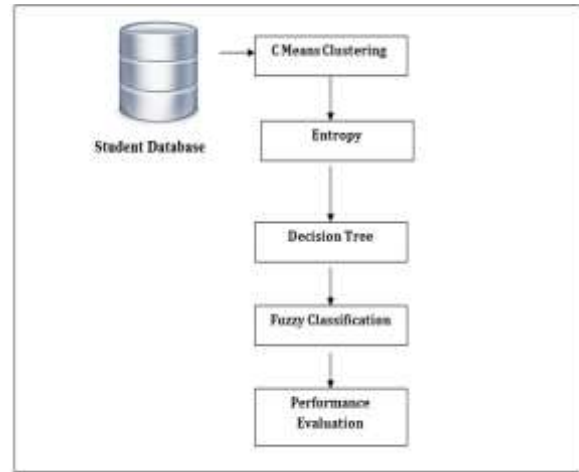 C Means Clustering
Student Database
Entropy
Decision Tree
Fuzzy Classification
Performance
Evaluation